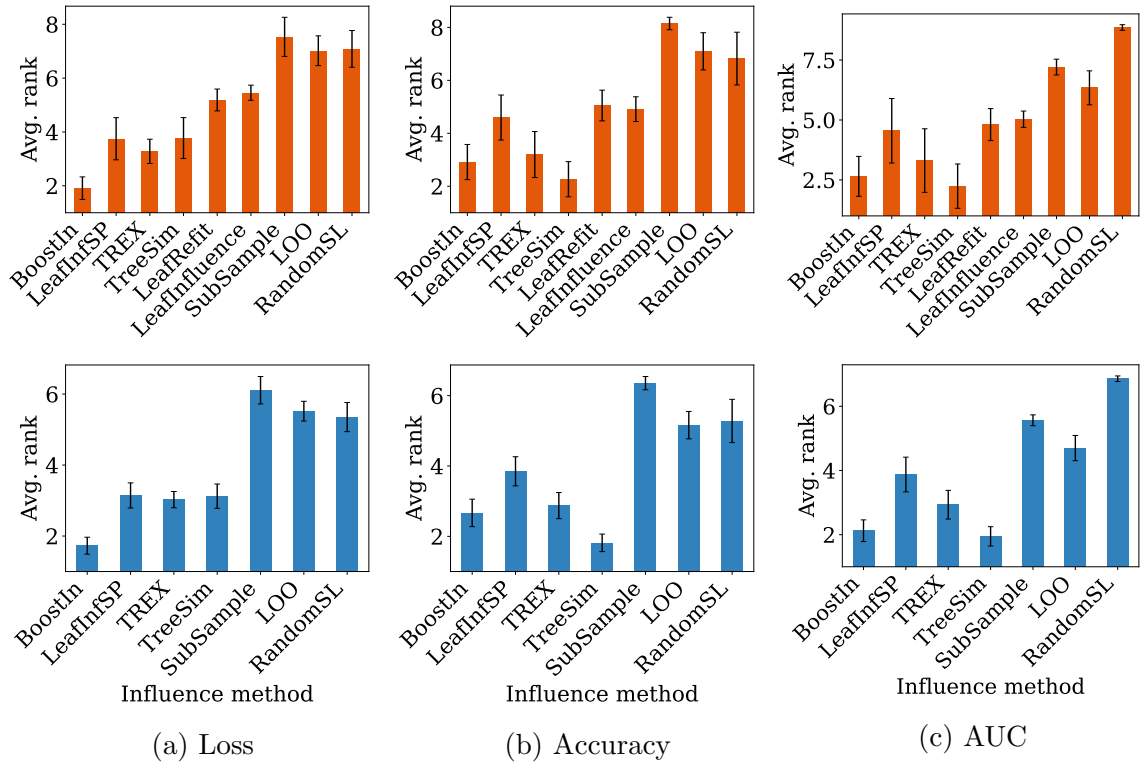 Avg. rank
8
6
4
2
BoostIn
LeafInfSP
TREX
TreeSim
LeafRefit
LeafInfluence
SubSample
LOO
RandomSL
Avg. rank
8
6
4
2
BoostIn
LeafInfSP
TREX
TreeSim
LeafRefit
LeafInfluence
SubSample
LOO
RandomSL
Avg. rank
7.5
5.0
2.5
BoostIn
LeafInfSP
TREX
TreeSim
LeafRefit
LeafInfluence
SubSample
LOO
RandomSL
Avg. rank
6
4
2
BoostIn
LeafInfSP
TREX
TreeSim
SubSample
LOO
RandomSL
Influence method
Avg. rank
6
4
2
BoostIn
LeafInfSP
TREX
TreeSim
SubSample
LOO
RandomSL
Influence method
Avg. rank
6
4
2
BoostIn
LeafInfSP
TREX
TreeSim
SubSample
LOO
RandomSL
Influence method
(a) Loss
(b) Accuracy
(c) AUC